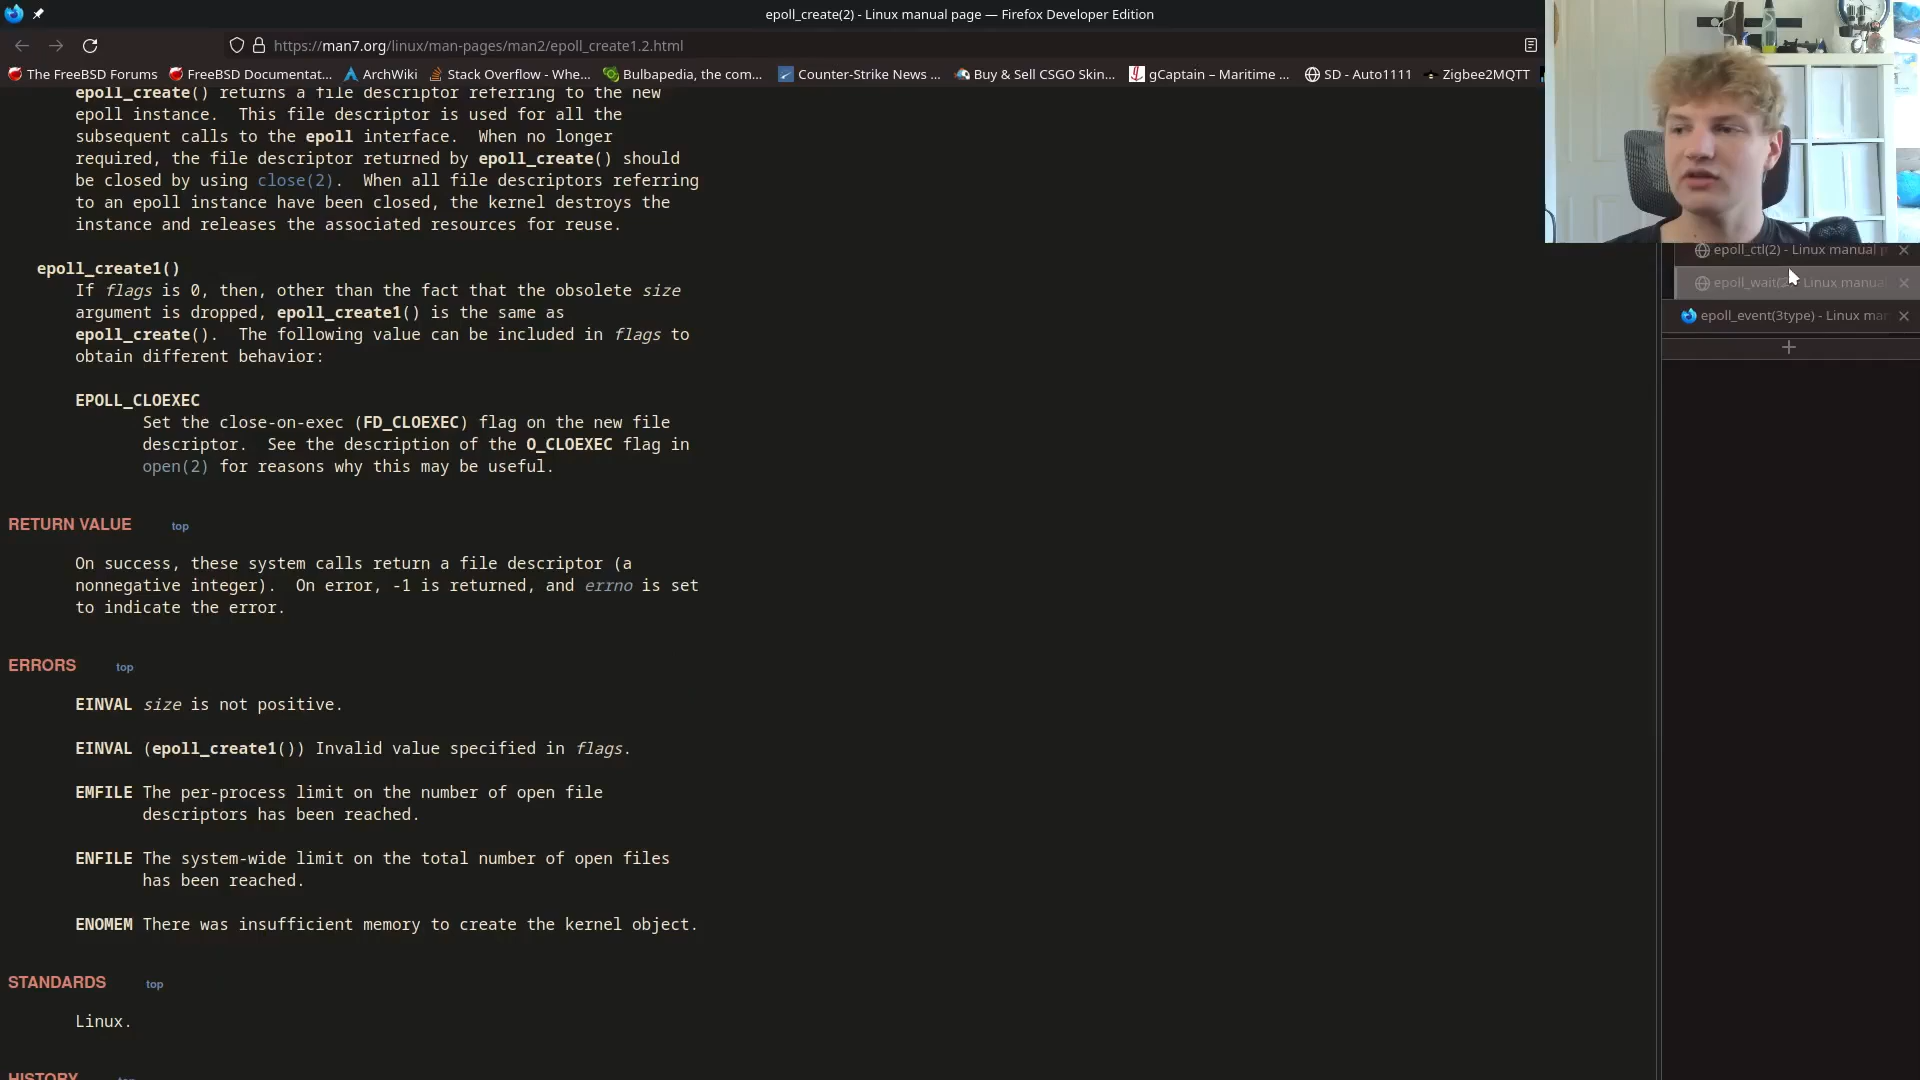 epoll_create(2) - Linux manual page — Firefox Developer Edition
https://man7.org/linux/man-pages/man2/epoll_create1.2.html
The FreeBSD Forums FreeBSD Documentat... ArchWiki Stack Overflow - Whe... Bulbapedia, the com... Counter-Strike News ... Buy & Sell CSGO Skin... gCaptain – Maritime ... SD - Auto1111 Zigbee2MQTT
epoll_create() returns a file descriptor referring to the new
epoll instance. This file descriptor is used for all the
subsequent calls to the epoll interface. When no longer
required, the file descriptor returned by epoll_create() should
be closed by using close(2). When all file descriptors referring
to an epoll instance have been closed, the kernel destroys the
instance and releases the associated resources for reuse.
epoll_create1()
If flags is 0, then, other than the fact that the obsolete size
argument is dropped, epoll_create1() is the same as
epoll_create(). The following value can be included in flags to
obtain different behavior:
EPOLL_CLOEXEC
Set the close-on-exec (FD_CLOEXEC) flag on the new file
descriptor. See the description of the O_CLOEXEC flag in
open(2) for reasons why this may be useful.
RETURN VALUE top
On success, these system calls return a file descriptor (a
nonnegative integer). On error, -1 is returned, and errno is set
to indicate the error.
ERRORS top
EINVAL size is not positive.
EINVAL (epoll_create1()) Invalid value specified in flags.
EMFILE The per-process limit on the number of open file
descriptors has been reached.
ENFILE The system-wide limit on the total number of open files
has been reached.
ENOMEM There was insufficient memory to create the kernel object.
STANDARDS top
Linux.
HISTORY top
epoll_ctl(2) - Linux manual
epoll_wait( Linux manual
epoll_event(3type) - Linux ma